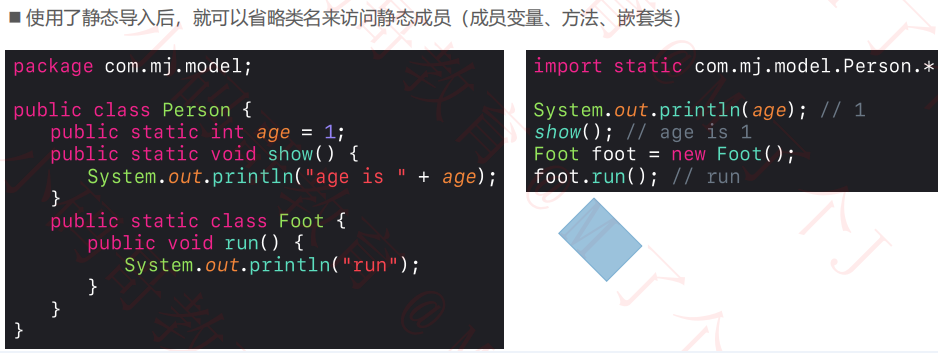 ■ 使用了静态导入后，就可以省略类名来访问静态成员（成员变量、方法、嵌套类）
package com.mj.model;
public class Person {
public static int age = 1;
public static void show() {
System.out.println("age is " + age);
}
public static class Foot {
public void run() {
System.out.println("run");
}
}
}
import static com.mj.model.Person.*
System.out.println(age); // 1
show(); // age is 1
Foot foot = new Foot();
foot.run(); // run